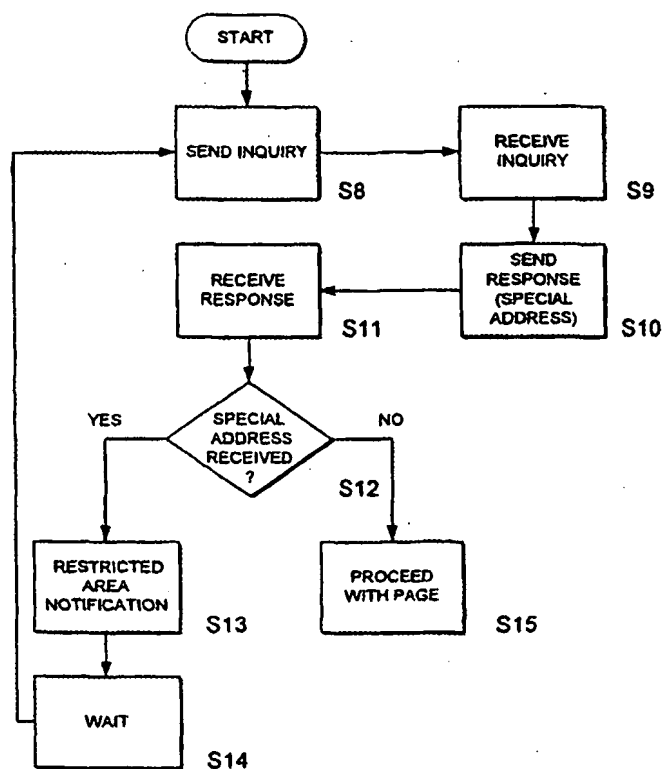 START
SEND INQUIRY
S8
RECEIVE
INQUIRY
S9
SEND
RESPONSE
(SPECIAL
ADDRESS)
S10
RECEIVE
RESPONSE
S11
YES
SPECIAL
ADDRESS
RECEIVED
?
NO
S12
RESTRICTED
AREA
NOTIFICATION
S13
PROCEED
WITH PAGE
S15
WAIT
S14